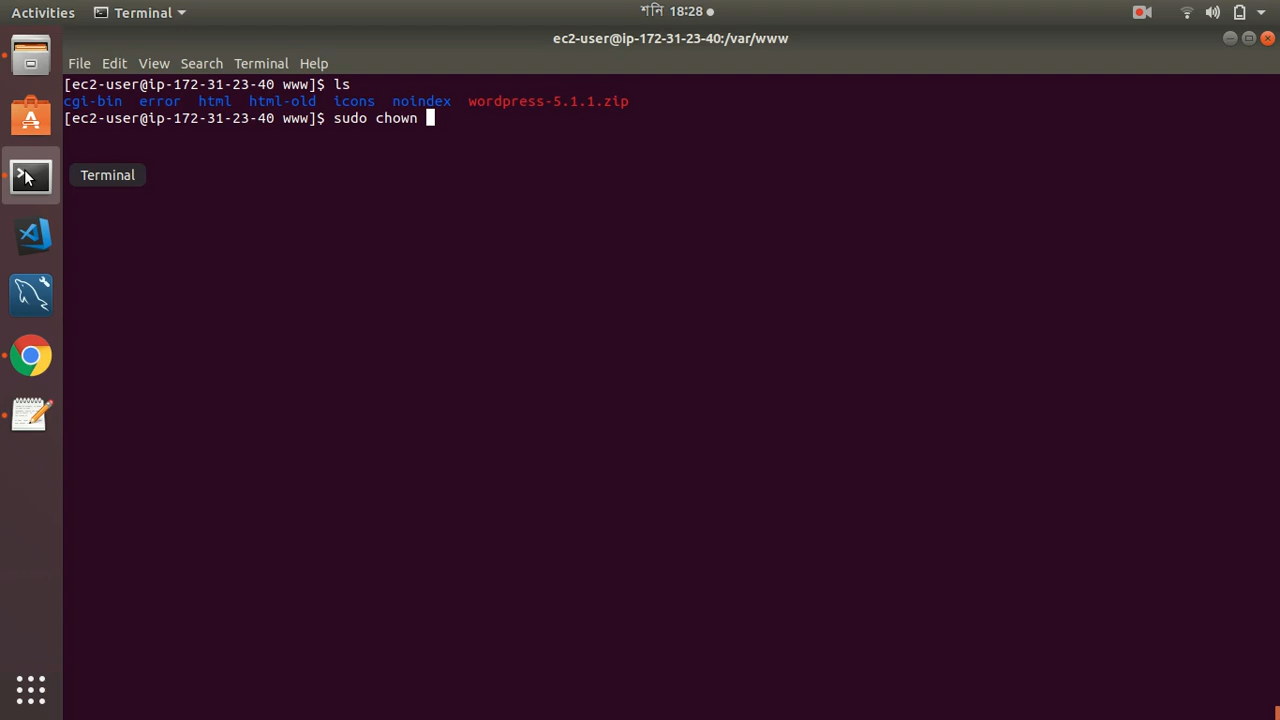 Activities Terminal শনি 18:28
ec2-user@ip-172-31-23-40:/var/www
File Edit View Search Terminal Help
[ec2-user@ip-172-31-23-40 www]$ ls
cgi-bin error html html-old icons noindex wordpress-5.1.1.zip
[ec2-user@ip-172-31-23-40 www]$ sudo chown
Terminal